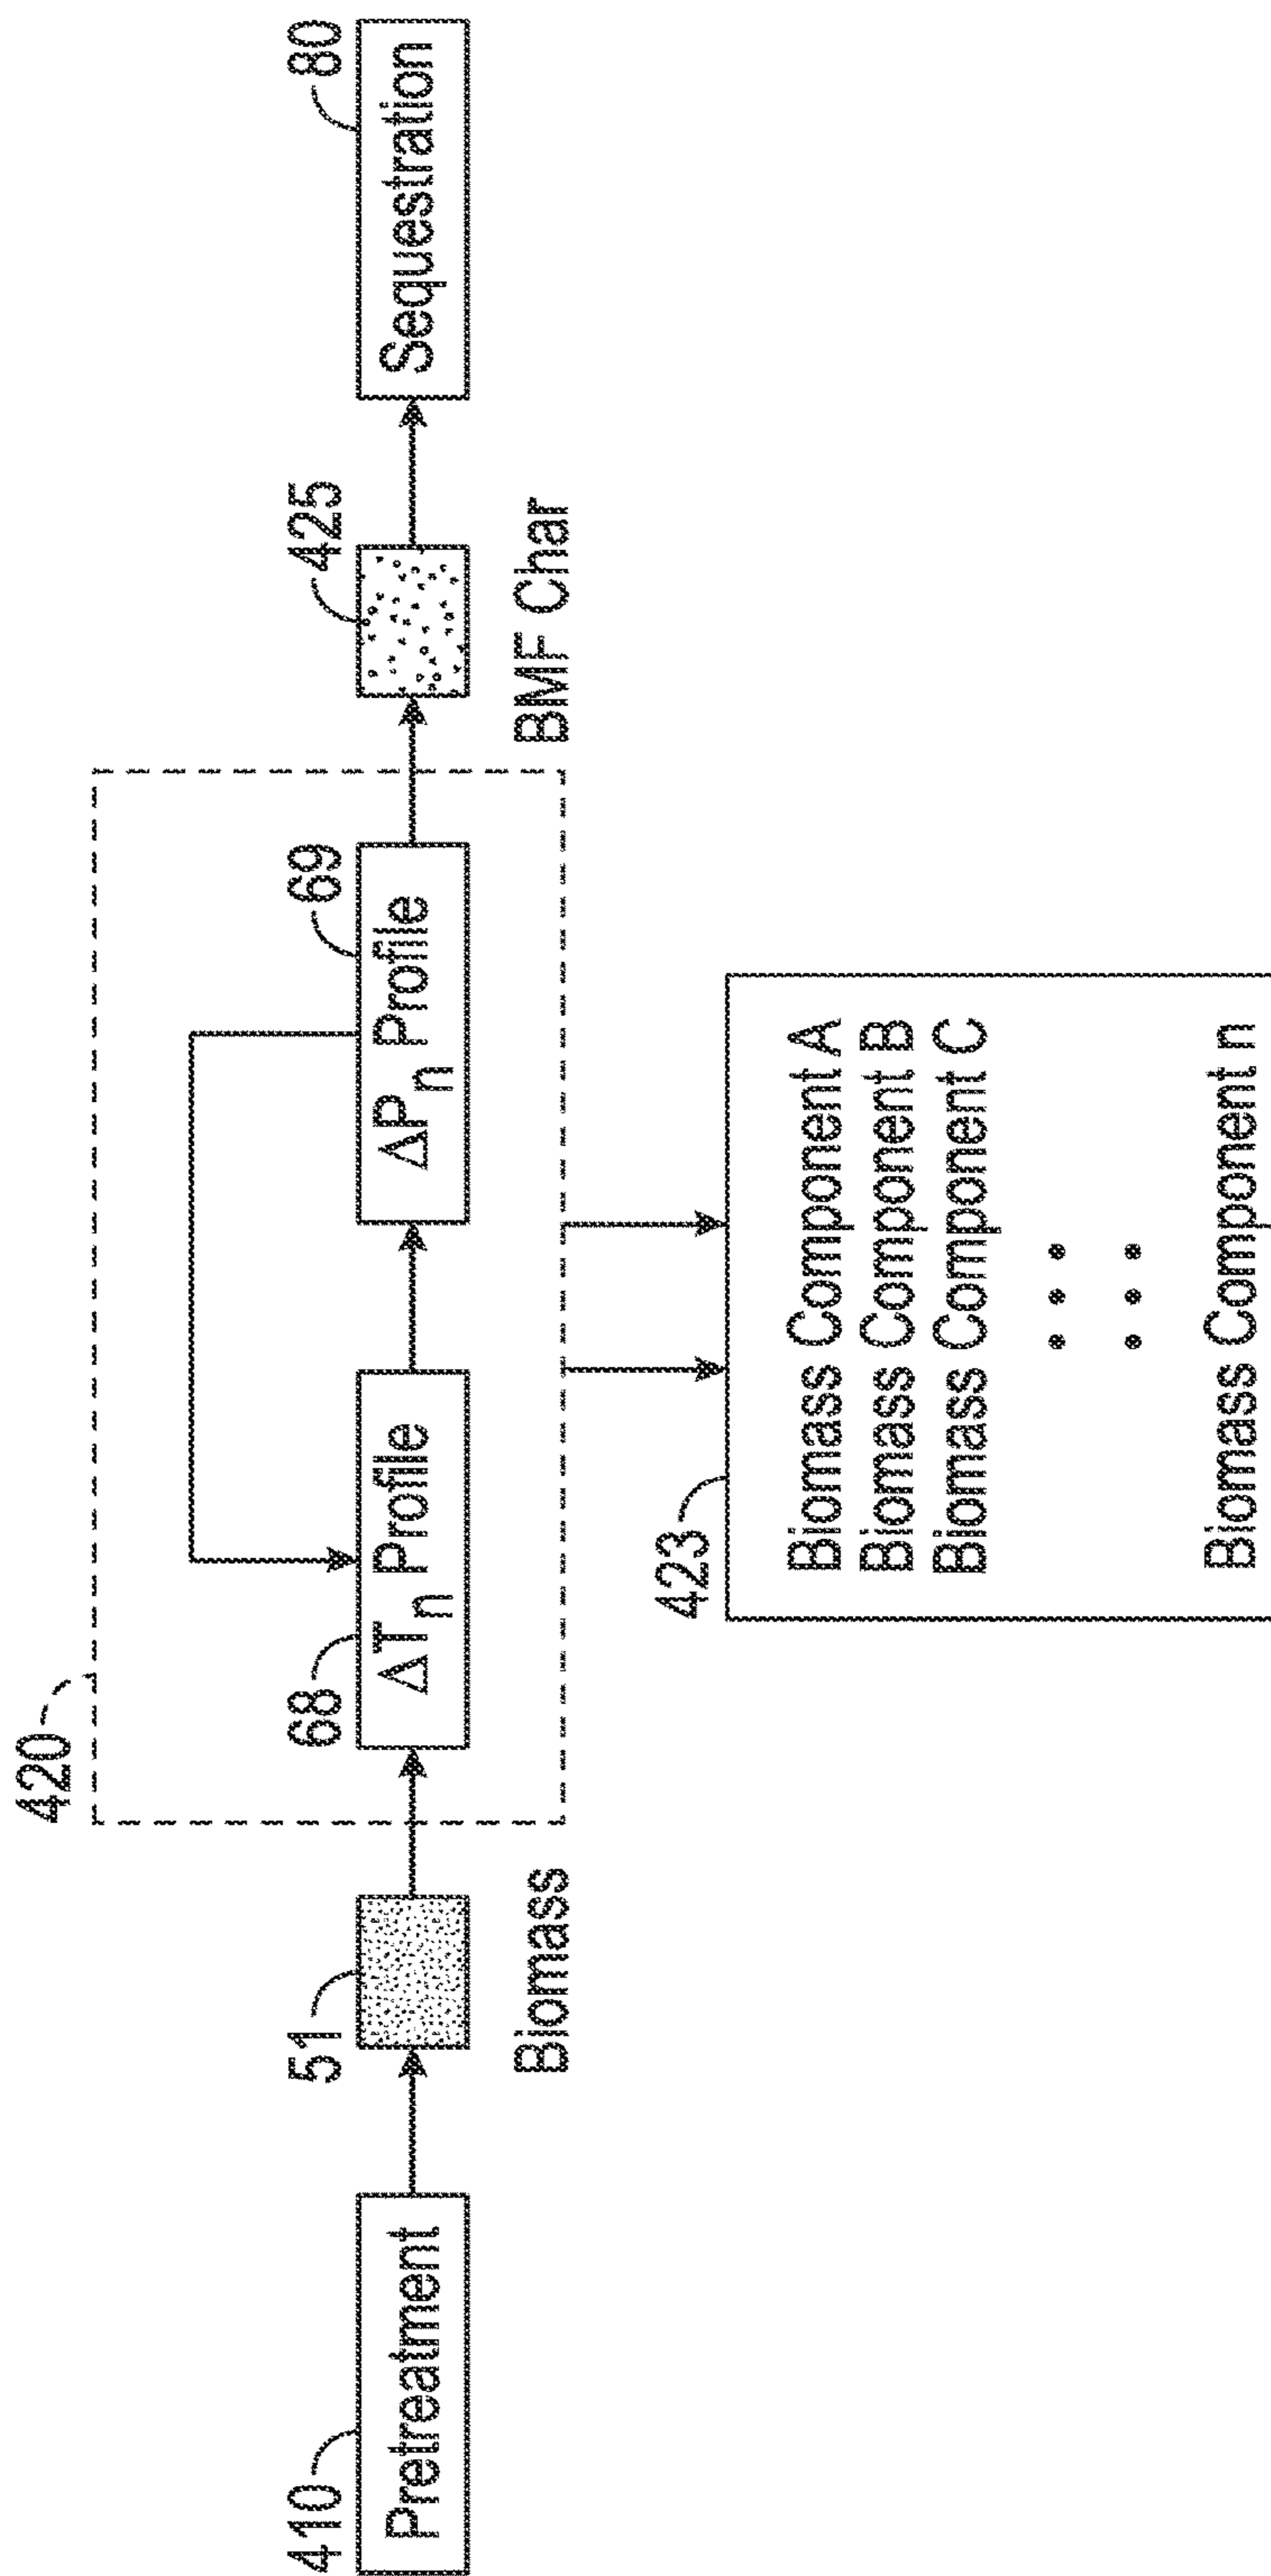 420
410
51
68
69
425
80
Pretreatment
ΔTn Profile
ΔPn Profile
Sequestration
Biomass
BMF Char
423
Biomass Component A
Biomass Component B
Biomass Component C
Biomass Component n